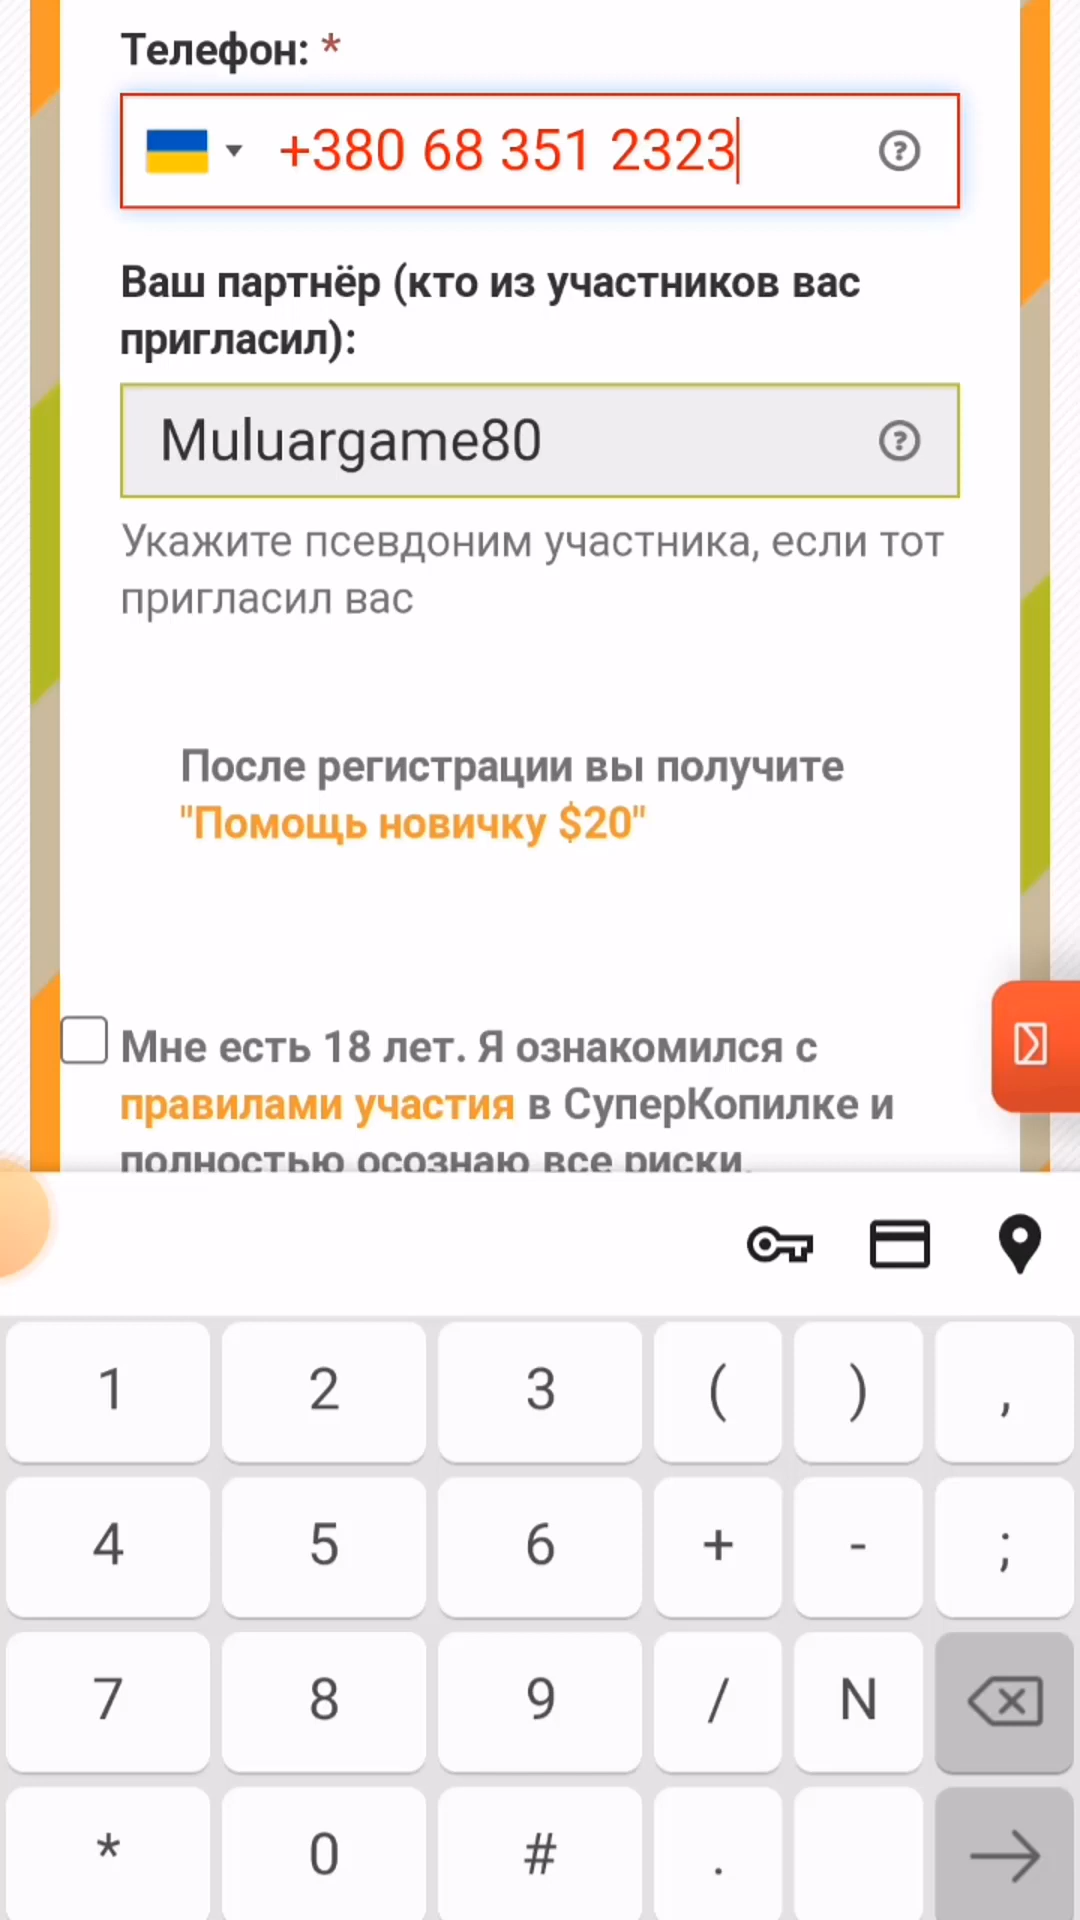 Телефон: *
+380 68 351 2323
Ваш партнёр (кто из участников вас
пригласил):
Muluargame80
Укажите псевдоним участника, если тот
пригласил вас
После регистрации вы получите
"Помощь новичку $20"
Мне есть 18 лет. Я ознакомился с
правилами участия в СуперКопилке и
полностью осознаю все риски.
1 2 3 ( ) ,
4 5 6 + - ;
7 8 9 / N
* 0 # .